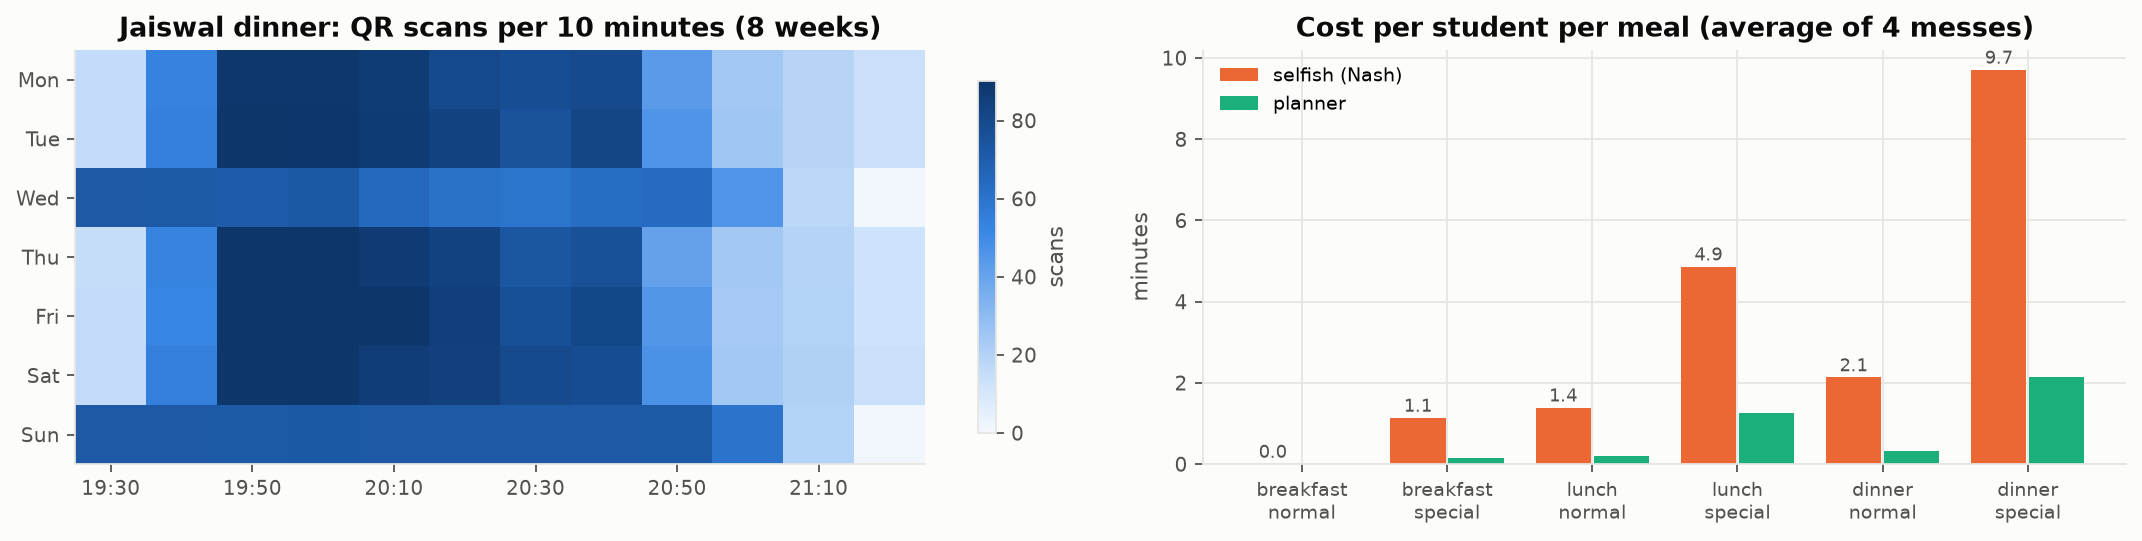 Jaiswal dinner: QR scans per 10 minutes (8 weeks)
Mon
Tue
Wed
Thu
Fri
Sat
Sun
19:30 19:50 20:10 20:30 20:50 21:10
80
60
40
20
0
scans
Cost per student per meal (average of 4 messes)
selfish (Nash)
planner
minutes
10
8
6
4
2
0
0.0
1.1
1.4
4.9
2.1
9.7
breakfast
normal
breakfast
special
lunch
normal
lunch
special
dinner
normal
dinner
special